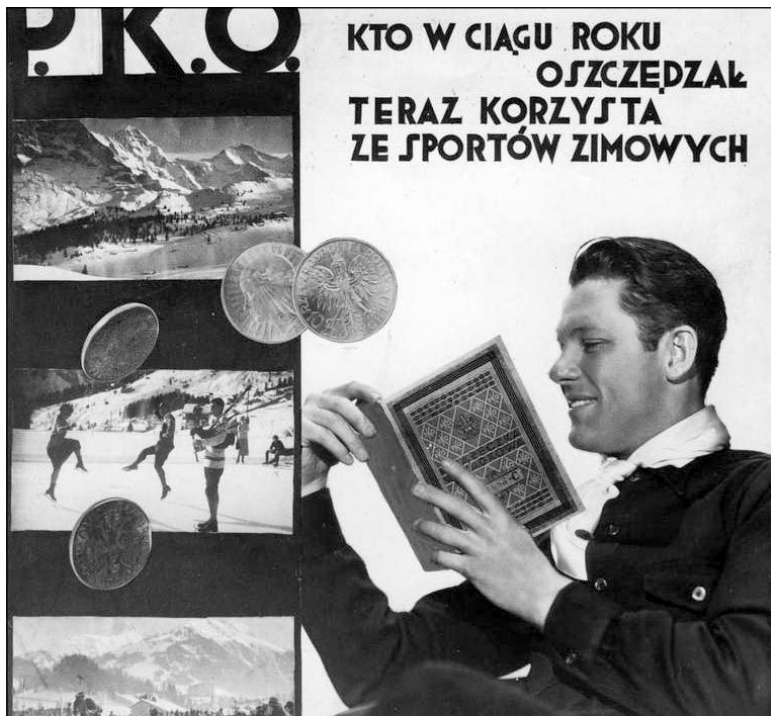 P.K.O.
KTO W CIĄGU ROKU
OSZCZĘDZAŁ
TERAZ KORZYSTA
ZE SPORTÓW ZIMOWYCH